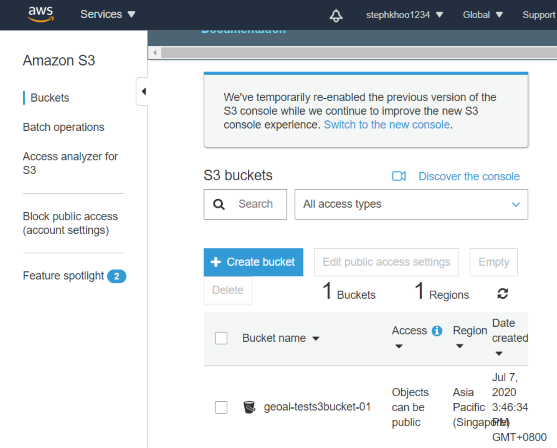 aws Services stephkhoo1234 Global Support
Documentation
Amazon S3
Buckets
Batch operations
Access analyzer for
S3
Block public access
(account settings)
Feature spotlight 2
We've temporarily re-enabled the previous version of the
S3 console while we continue to improve the new S3
console experience. Switch to the new console.
S3 buckets Discover the console
Search All access types
+ Create bucket Edit public access settings Empty
Delete 1 Buckets 1 Regions
Bucket name Access Region Date
created
geoai-tests3bucket-01
Objects
can be
public
Asia
Pacific
(Singapore)
Jul 7,
2020
3:46:34
PM
GMT+0800